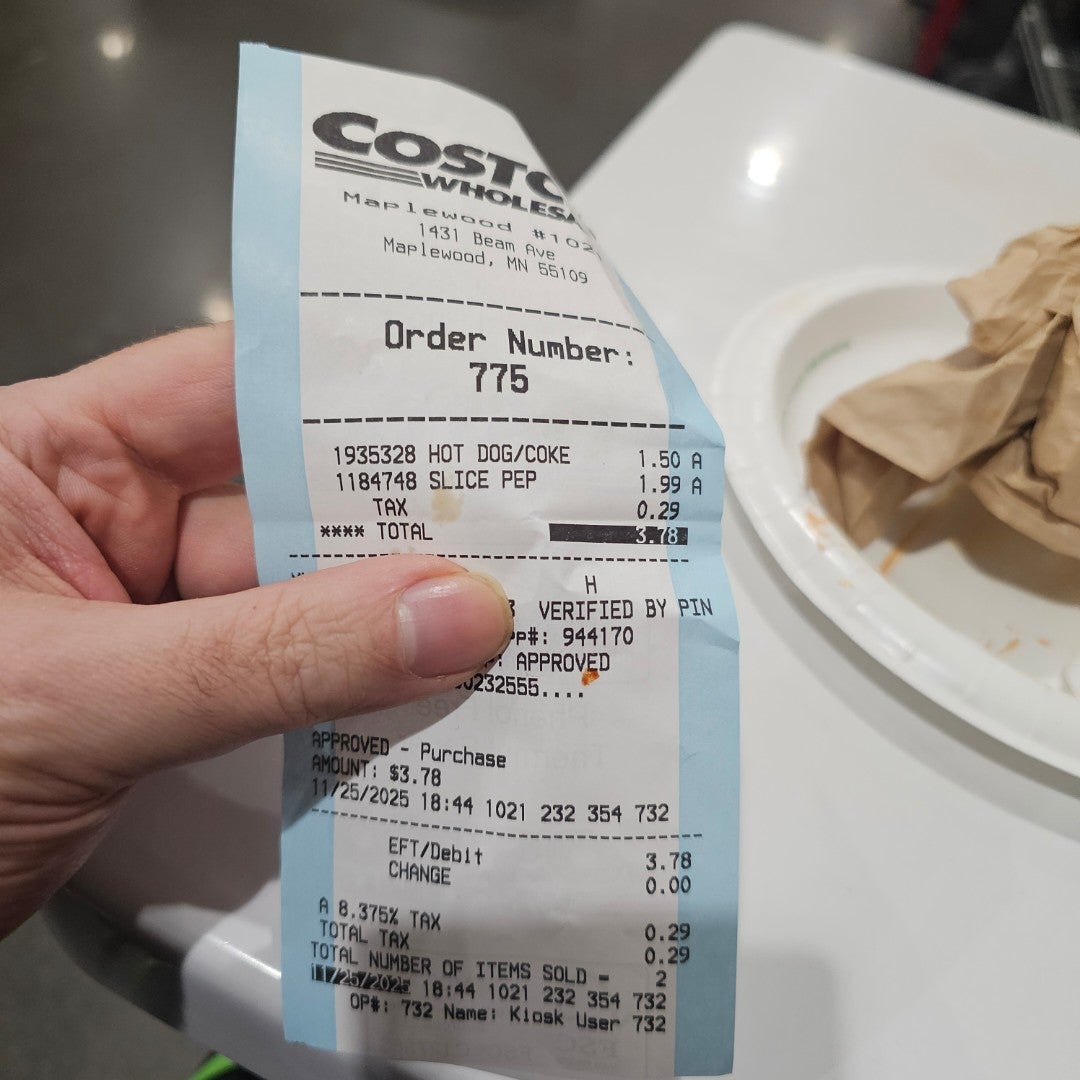 COSTC
WHOLESA
Maplewood #102
1431 Beam Ave
Maplewood, MN 55109
Order Number:
775
1935328 HOT DOG/COKE 1.50 A
1184748 SLICE PEP 1.99 A
TAX 0.29
**** TOTAL 3.78
H
VERIFIED BY PIN
PP#: 944170
: APPROVED
0232555....
APPROVED - Purchase
AMOUNT: $3.78
11/25/2025 18:44 1021 232 354 732
EFT/Debit 3.78
CHANGE 0.00
A 8.375% TAX 0.29
TOTAL TAX 0.29
TOTAL NUMBER OF ITEMS SOLD = 2
11/25/2025 18:44 1021 232 354 732
OP#: 732 Name: Kiosk User 732